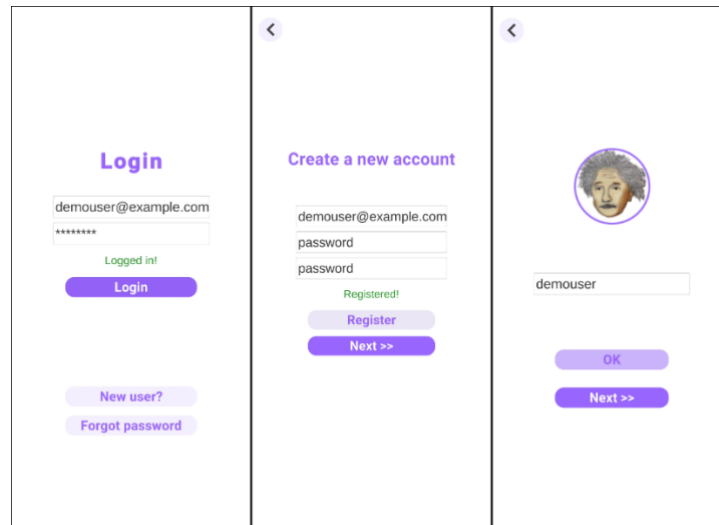 Login
demouser@example.com
********
Logged in!
Login
New user?
Forgot password
Create a new account
demouser@example.com
password
password
Registered!
Register
Next >>
demouser
OK
Next >>